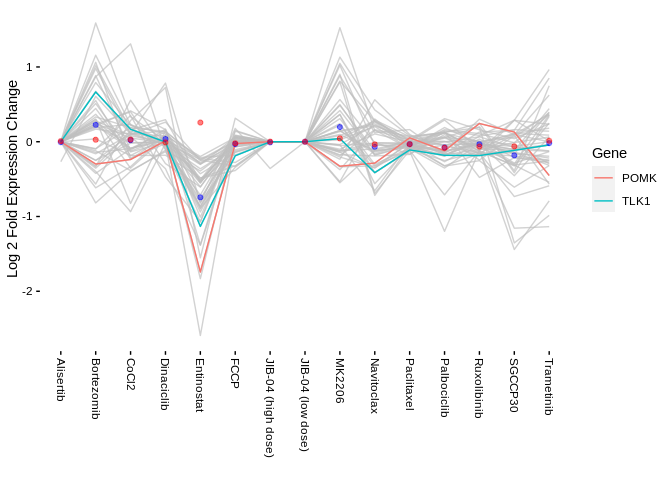 Log 2 Fold Expression Change
1
0
-1
-2
Alisertib
Bortezomib
CoCl2
Dinaciclib
Entinostat
FCCP
JIB-04 (high dose)
JIB-04 (low dose)
MK2206
Navitoclax
Paclitaxel
Palbociclib
Ruxolibinib
SGCCP30
Trametinib
Gene
POMK
TLK1